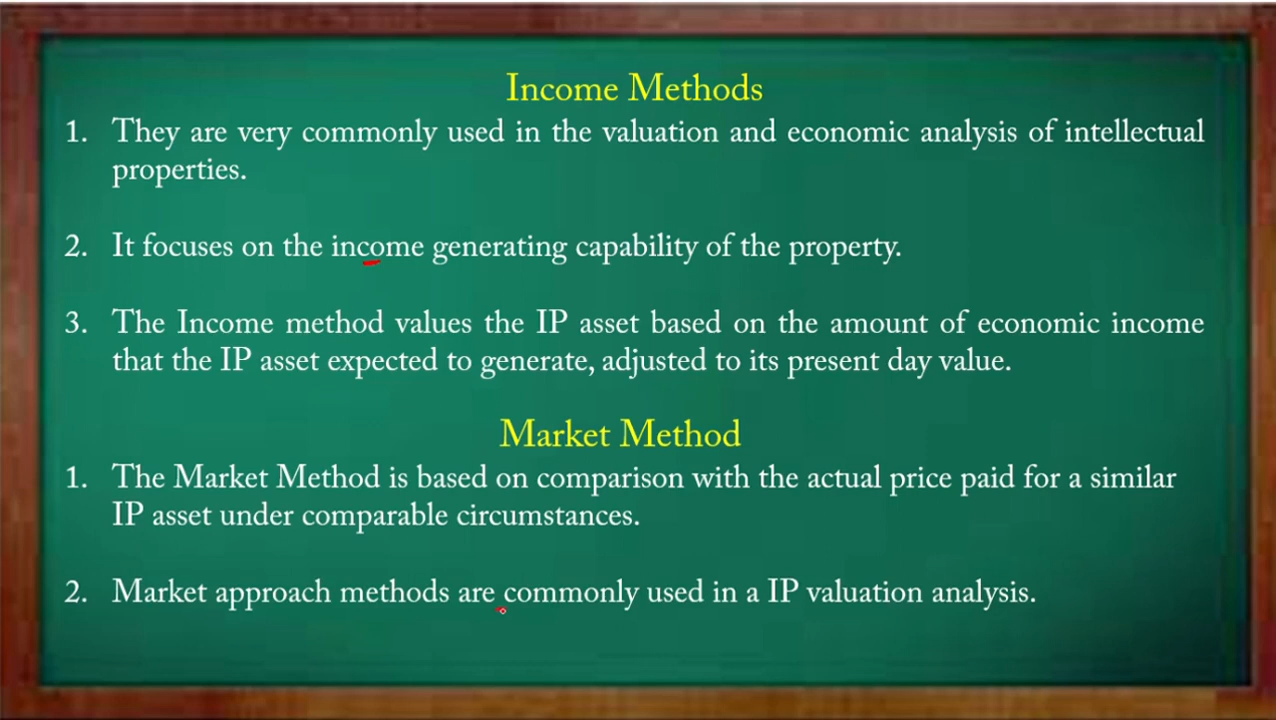 Income Methods
1. They are very commonly used in the valuation and economic analysis of intellectual
properties.
2. It focuses on the income generating capability of the property.
3. The Income method values the IP asset based on the amount of economic income
that the IP asset expected to generate, adjusted to its present day value.
Market Method
1. The Market Method is based on comparison with the actual price paid for a similar
IP asset under comparable circumstances.
2. Market approach methods are commonly used in a IP valuation analysis.